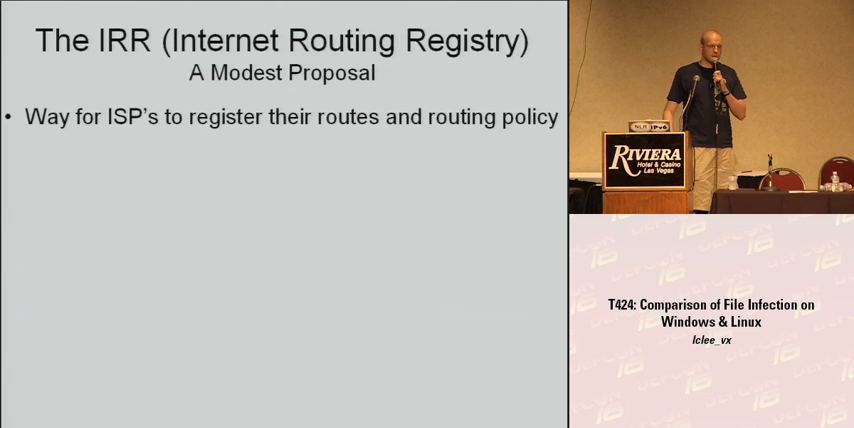 The IRR (Internet Routing Registry)
A Modest Proposal
• Way for ISP's to register their routes and routing policy
IPv6
RIVIERA
Hotel & Casino
Las Vegas
T424: Comparison of File Infection on
Windows & Linux
lclee_vx